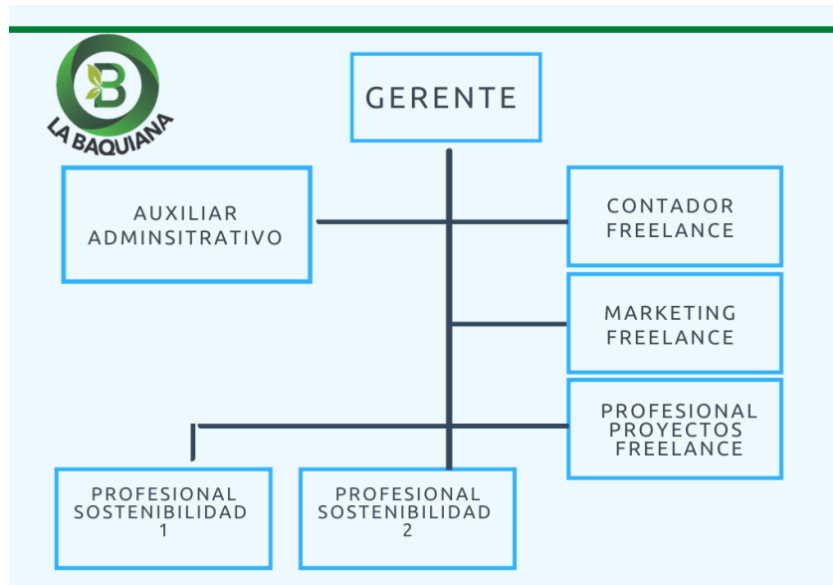 B
LA BAQUIANA
GERENTE
AUXILIAR
ADMINSITRATIVO
CONTADOR
FREELANCE
MARKETING
FREELANCE
PROFESIONAL
PROYECTOS
FREELANCE
PROFESIONAL
SOSTENIBILIDAD
1
PROFESIONAL
SOSTENIBILIDAD
2